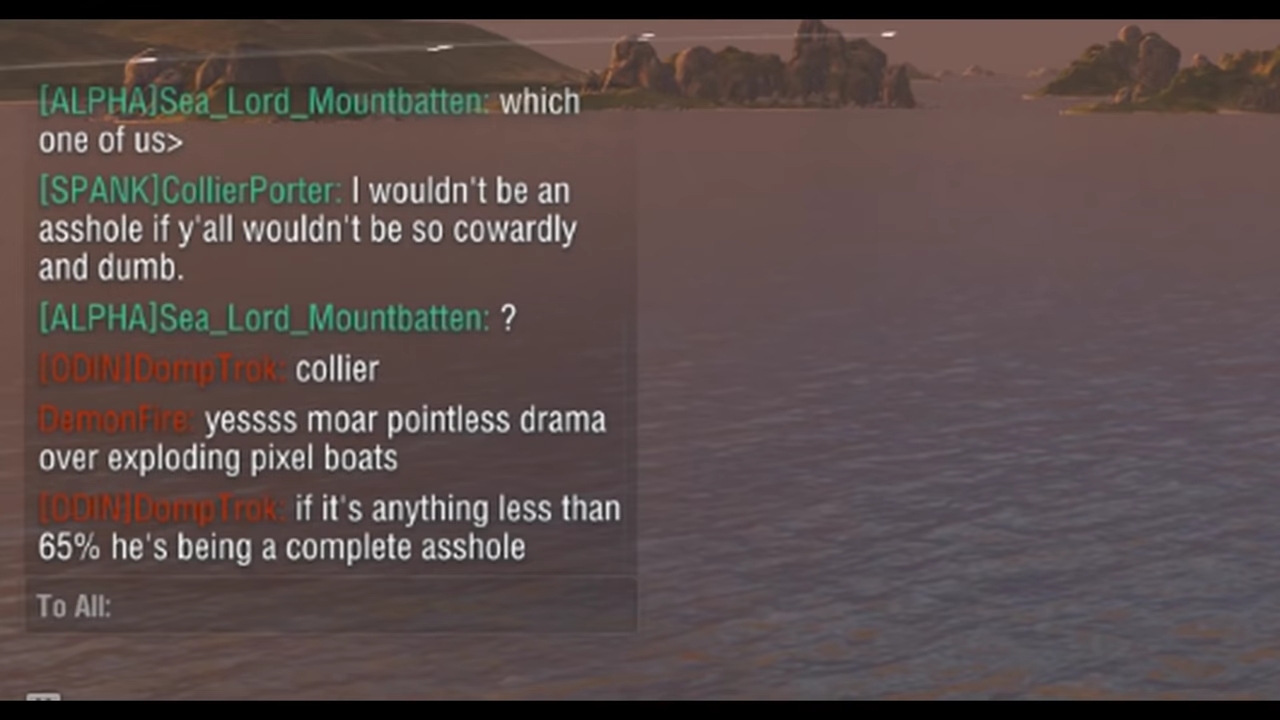 [ALPHA]Sea_Lord_Mountbatten: which
one of us>
[SPANK]CollierPorter: I wouldn't be an
asshole if y'all wouldn't be so cowardly
and dumb.
[ALPHA]Sea_Lord_Mountbatten: ?
[ODIN]DompTrok: collier
DemonFire: yessss moar pointless drama
over exploding pixel boats
[ODIN]DompTrok: if it's anything less than
65% he's being a complete asshole
To All: